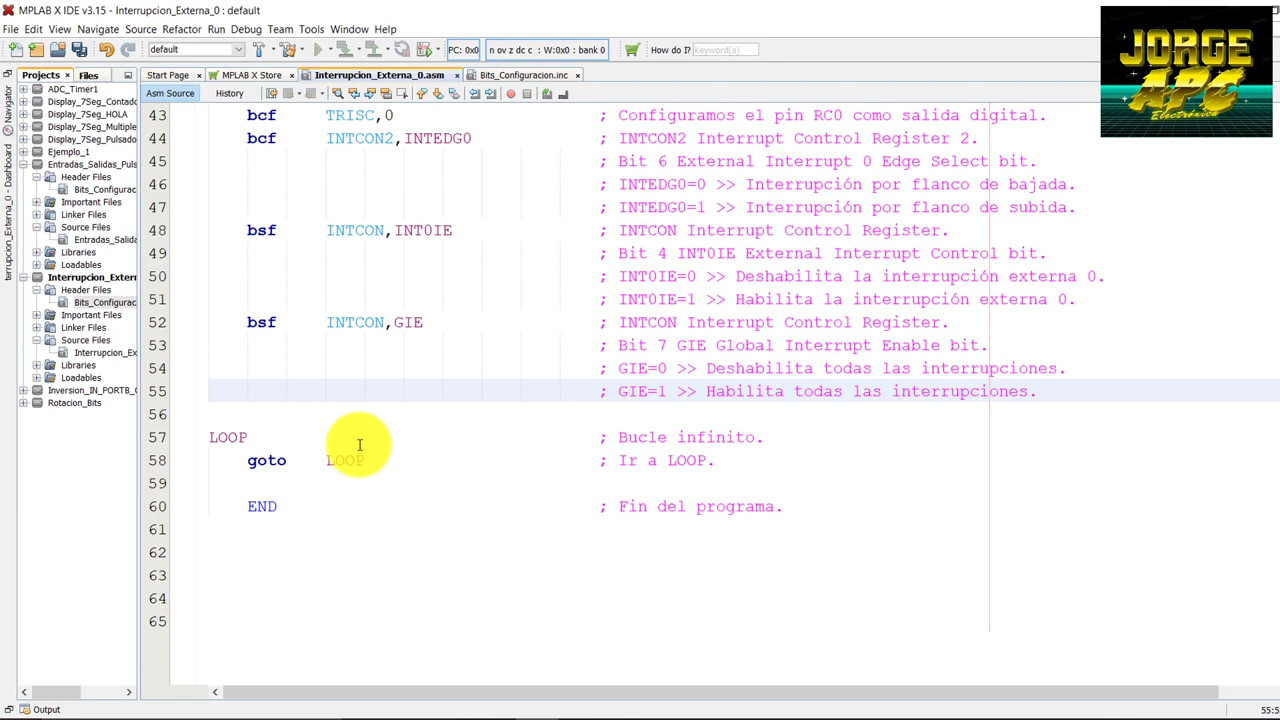 MPLAB X IDE v3.15 - Interrupcion_Externa_0 : default
File Edit View Navigate Source Refactor Run Debug Team Tools Window Help
default
PC: 0x0
n ov z dc c : W:0x0 : bank 0
How do I?
Keyword(s)
JORGE
APC
Electrónica
Projects
Files
Start Page
MPLAB X Store
Interrupcion_Externa_0.asm
Bits_Configuracion.inc
Asm Source
History
Navigator
Dashboard
terrupcion_Externa_0 -
ADC_Timer1
Display_7Seg_Contado
Display_7Seg_HOLA
Display_7Seg_Multiple
Display_7Seg_Pulsado
Ejemplo_1
Entradas_Salidas_Puls
Header Files
Bits_Configurac
Important Files
Linker Files
Source Files
Entradas_Salida
Libraries
Loadables
Interrupcion_Extern
Header Files
Bits_Configurac
Important Files
Linker Files
Source Files
Interrupcion_Ex
Libraries
Loadables
Inversion_IN_PORTB_C
Rotacion_Bits
43 bcf TRISC,0 ; Configuramos el pin RC0 como salida digital.
44 bcf INTCON2,INTEDG0 ; INTCON2 Interrupt Control Register 2.
45 ; Bit 6 External Interrupt 0 Edge Select bit.
46 ; INTEDG0=0 >> Interrupción por flanco de bajada.
47 ; INTEDG0=1 >> Interrupción por flanco de subida.
48 bsf INTCON,INT0IE ; INTCON Interrupt Control Register.
49 ; Bit 4 INT0IE External Interrupt Control bit.
50 ; INT0IE=0 >> Deshabilita la interrupción externa 0.
51 ; INT0IE=1 >> Habilita la interrupción externa 0.
52 bsf INTCON,GIE ; INTCON Interrupt Control Register.
53 ; Bit 7 GIE Global Interrupt Enable bit.
54 ; GIE=0 >> Deshabilita todas las interrupciones.
55 ; GIE=1 >> Habilita todas las interrupciones.
56
57 LOOP ; Bucle infinito.
58 goto LOOP ; Ir a LOOP.
59
60 END ; Fin del programa.
61
62
63
64
65
Output
55:5